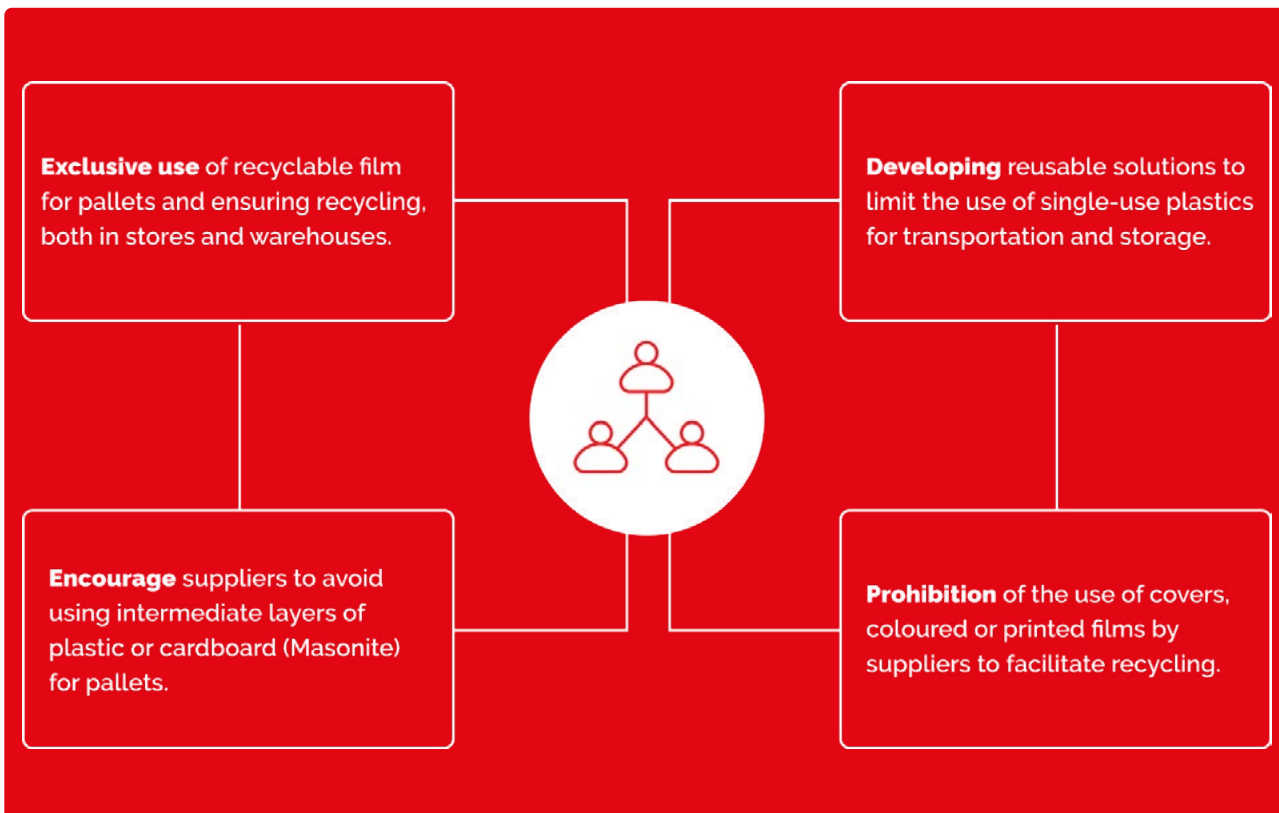 Exclusive use of recyclable film
for pallets and ensuring recycling,
both in stores and warehouses.
Developing reusable solutions to
limit the use of single-use plastics
for transportation and storage.
Encourage suppliers to avoid
using intermediate layers of
plastic or cardboard (Masonite)
for pallets.
Prohibition of the use of covers,
coloured or printed films by
suppliers to facilitate recycling.